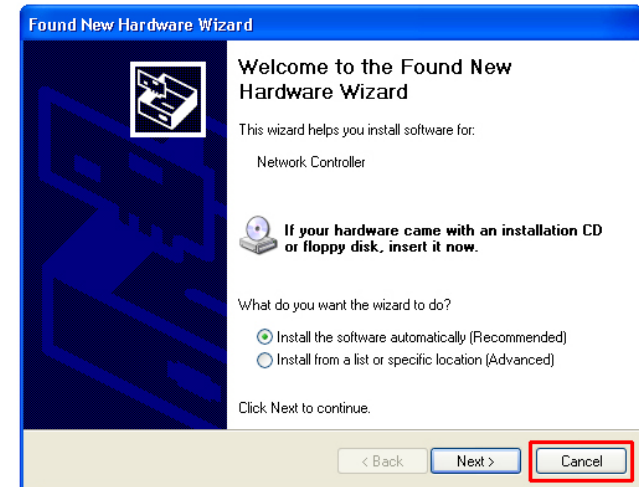 Found New Hardware Wizard
Welcome to the Found New
Hardware Wizard
This wizard helps you install software for:
Network Controller
If your hardware came with an installation CD
or floppy disk, insert it now.
What do you want the wizard to do?
Install the software automatically (Recommended)
Install from a list or specific location (Advanced)
Click Next to continue.
< Back Next > Cancel